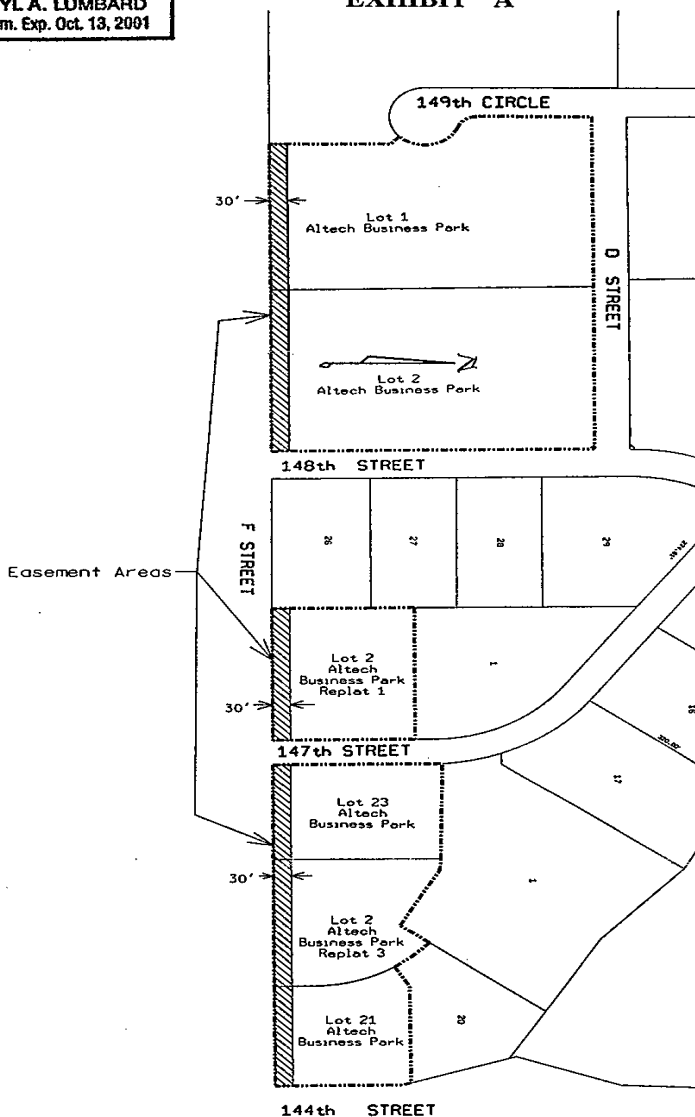 YL A. LOMBARD
m. Exp. Oct. 13, 2001
EXHIBIT "A"
149th CIRCLE
30'
Lot 1
Altech Business Park
D STREET
Lot 2
Altech Business Park
148th STREET
F STREET
26
27
28
29
Easement Areas
Lot 2
Altech
Business Park
Replat 1
1
16
30'
147th STREET
17
Lot 23
Altech
Business Park
30'
1
Lot 2
Altech
Business Park
Replat 3
Lot 21
Altech
Business Park
20
144th STREET